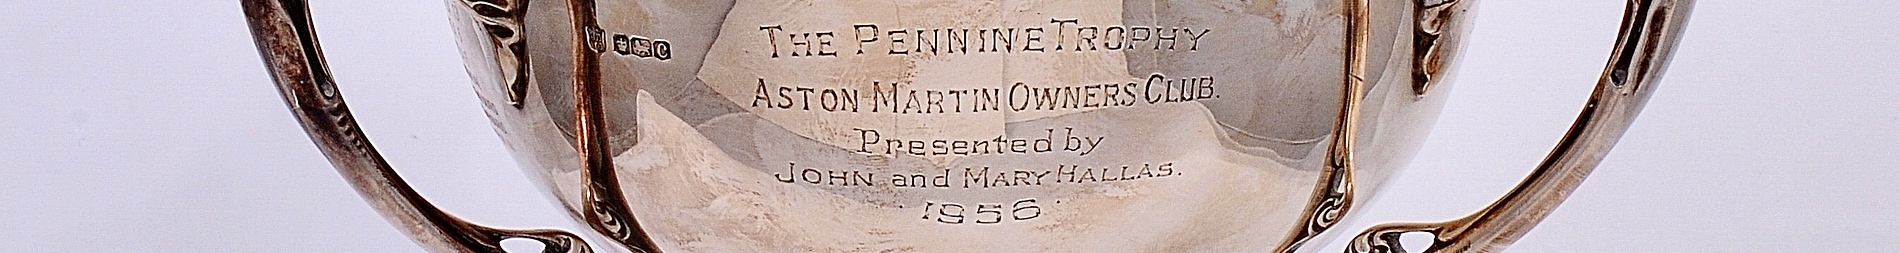 THE PENNINE TROPHY
ASTON MARTIN OWNERS CLUB.
Presented by
JOHN and MARY HALLAS.
1956